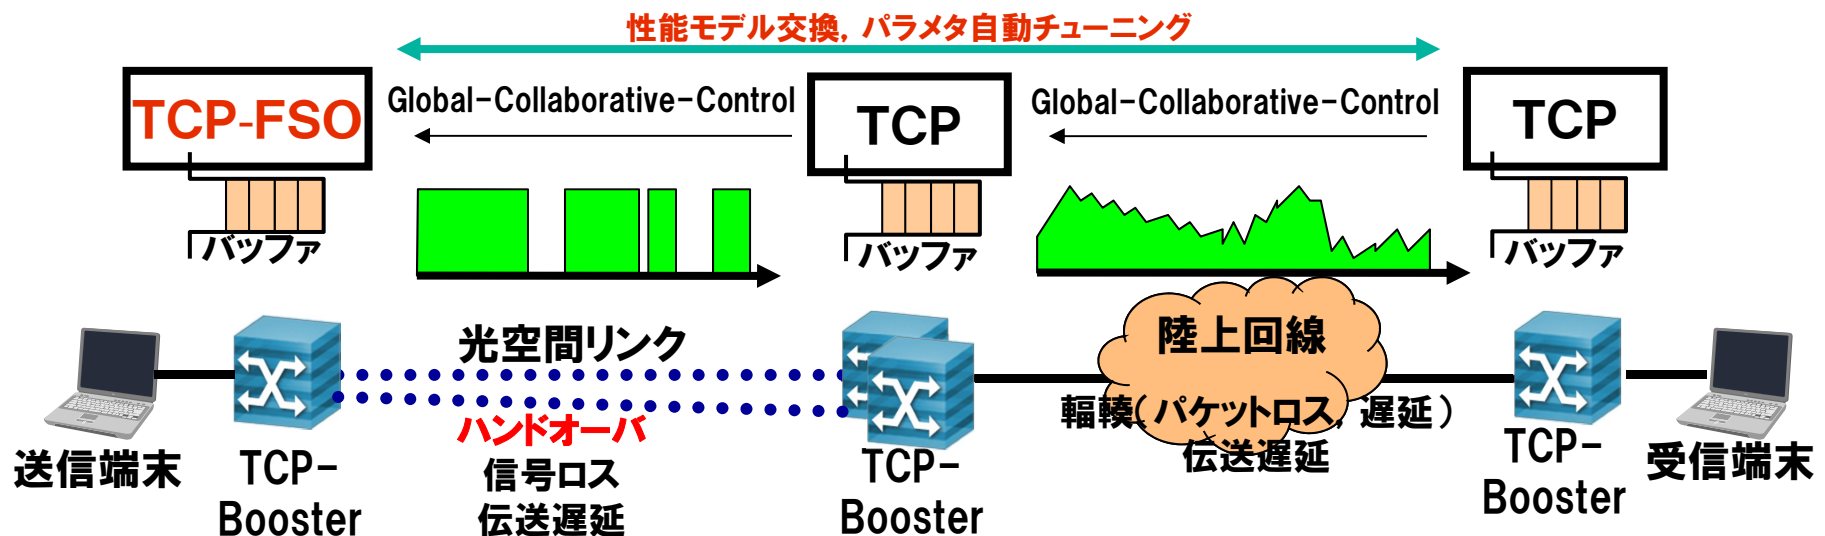 性能モデル交換, パラメタ自動チューニング
TCP-FSO
Global-Collaborative-Control
TCP
Global-Collaborative-Control
TCP
バッファ
バッファ
バッファ
光空間リンク
陸上回線
ハンドオーバ
輻輳(パケットロス, 遅延)
信号ロス
伝送遅延
伝送遅延
送信端末
TCP-
Booster
TCP-
Booster
TCP-
Booster
受信端末